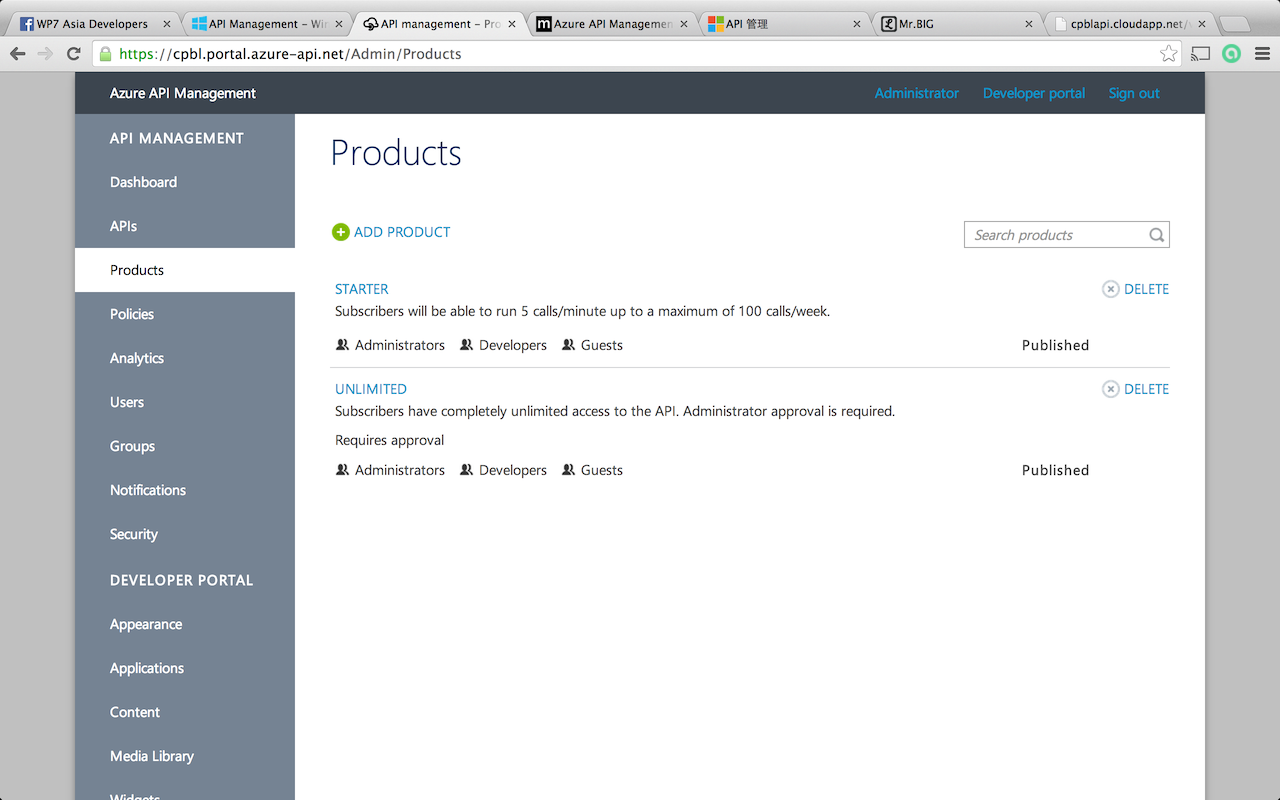 WP7 Asia Developers
API Management – Win
API management – Pro
Azure API Managemen
API 管理
Mr.BIG
cpblapi.cloudapp.net/
https://cpbl.portal.azure-api.net/Admin/Products
Azure API Management
Administrator
Developer portal
Sign out
API MANAGEMENT
Dashboard
APIs
Products
Policies
Analytics
Users
Groups
Notifications
Security
DEVELOPER PORTAL
Appearance
Applications
Content
Media Library
Widgets
Products
ADD PRODUCT
Search products
STARTER
DELETE
Subscribers will be able to run 5 calls/minute up to a maximum of 100 calls/week.
Administrators Developers Guests
Published
UNLIMITED
DELETE
Subscribers have completely unlimited access to the API. Administrator approval is required.
Requires approval
Administrators Developers Guests
Published